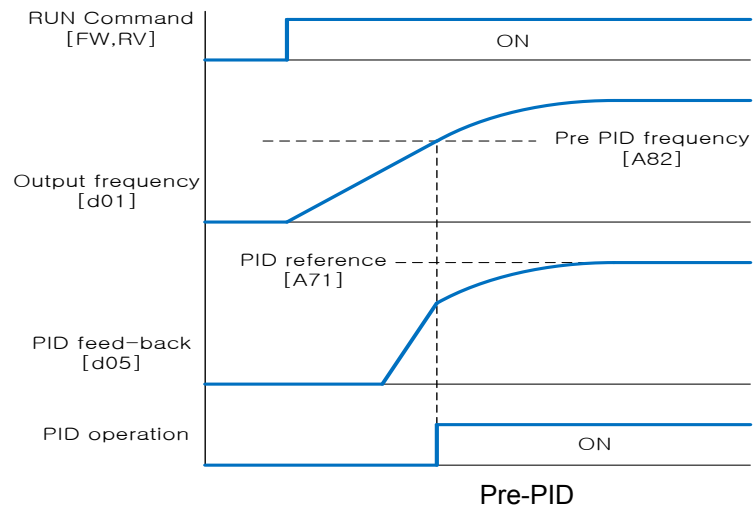 RUN Command
[FW,RV]
ON
Pre PID frequency
[A82]
Output frequency
[d01]
PID reference
[A71]
PID feed-back
[d05]
PID operation
ON
Pre-PID